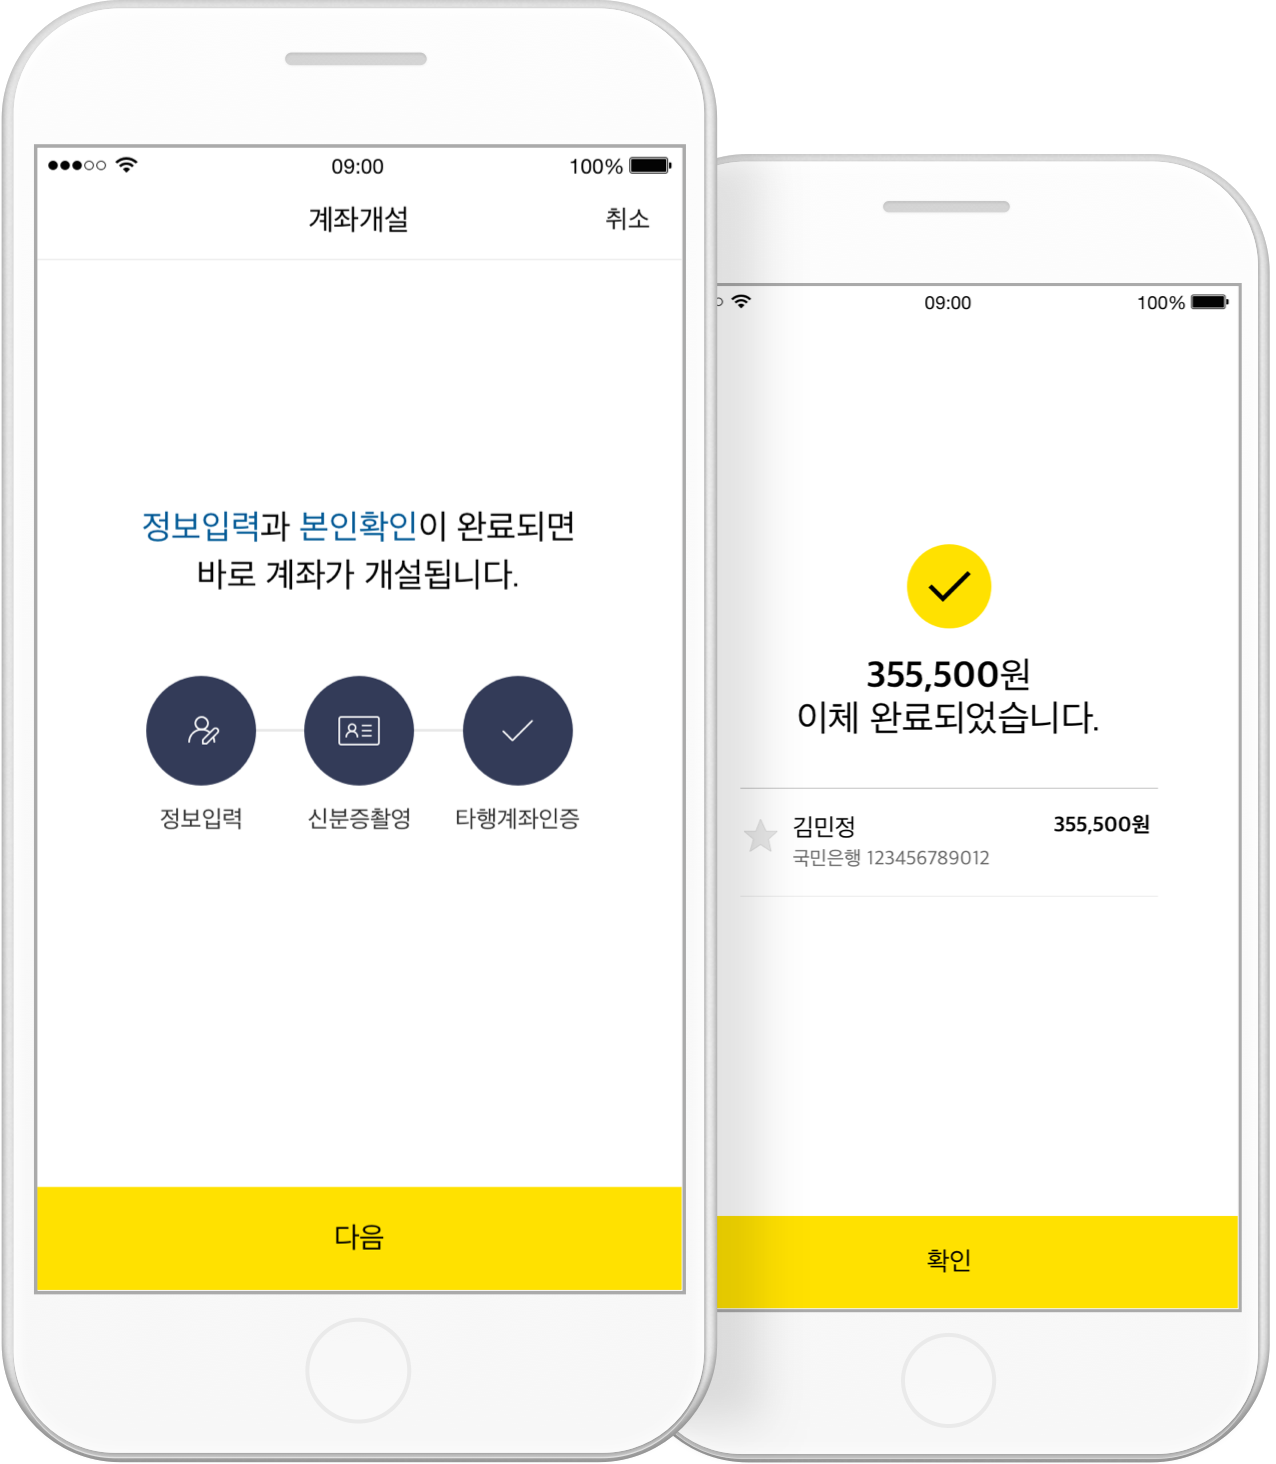 09:00
100%
계좌개설
취소
정보입력과 본인확인이 완료되면
바로 계좌가 개설됩니다.
정보입력
신분증촬영
타행계좌인증
다음
09:00
100%
355,500원
이체 완료되었습니다.
김민정
355,500원
국민은행 123456789012
확인